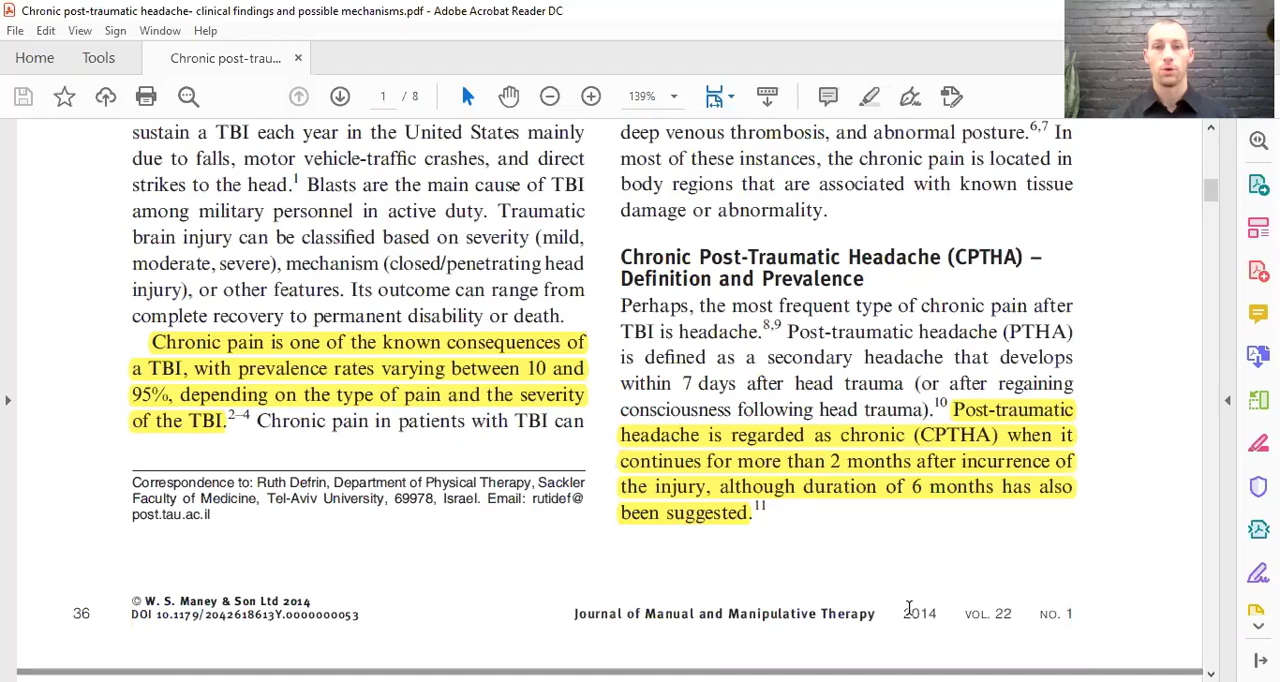 Chronic post-traumatic headache- clinical findings and possible mechanisms.pdf - Adobe Acrobat Reader DC
File Edit View Sign Window Help
Home Tools Chronic post-trau... ×
1 / 8 139%
sustain a TBI each year in the United States mainly
due to falls, motor vehicle-traffic crashes, and direct
strikes to the head.1 Blasts are the main cause of TBI
among military personnel in active duty. Traumatic
brain injury can be classified based on severity (mild,
moderate, severe), mechanism (closed/penetrating head
injury), or other features. Its outcome can range from
complete recovery to permanent disability or death.
Chronic pain is one of the known consequences of
a TBI, with prevalence rates varying between 10 and
95%, depending on the type of pain and the severity
of the TBI.2–4 Chronic pain in patients with TBI can
Correspondence to: Ruth Defrin, Department of Physical Therapy, Sackler
Faculty of Medicine, Tel-Aviv University, 69978, Israel. Email: rutidef@
post.tau.ac.il
deep venous thrombosis, and abnormal posture.6,7 In
most of these instances, the chronic pain is located in
body regions that are associated with known tissue
damage or abnormality.
Chronic Post-Traumatic Headache (CPTHA) –
Definition and Prevalence
Perhaps, the most frequent type of chronic pain after
TBI is headache.8,9 Post-traumatic headache (PTHA)
is defined as a secondary headache that develops
within 7 days after head trauma (or after regaining
consciousness following head trauma).10 Post-traumatic
headache is regarded as chronic (CPTHA) when it
continues for more than 2 months after incurrence of
the injury, although duration of 6 months has also
been suggested.11
36
© W. S. Maney & Son Ltd 2014
DOI 10.1179/2042618613Y.0000000053
Journal of Manual and Manipulative Therapy 2014 VOL. 22 NO. 1